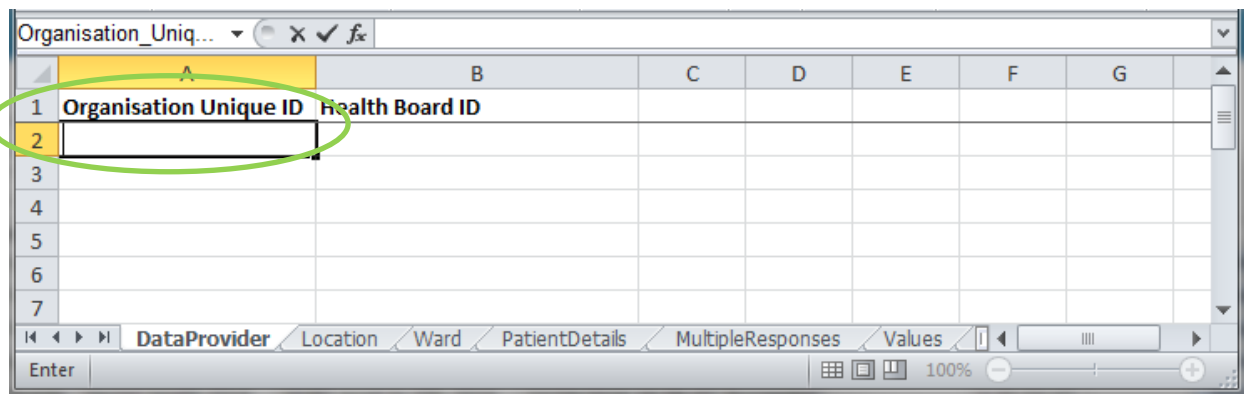 Organisation_Uniq... fx
A B C D E F G
1 Organisation Unique ID Health Board ID
2
3
4
5
6
7
DataProvider Location Ward PatientDetails MultipleResponses Values
Enter 100%